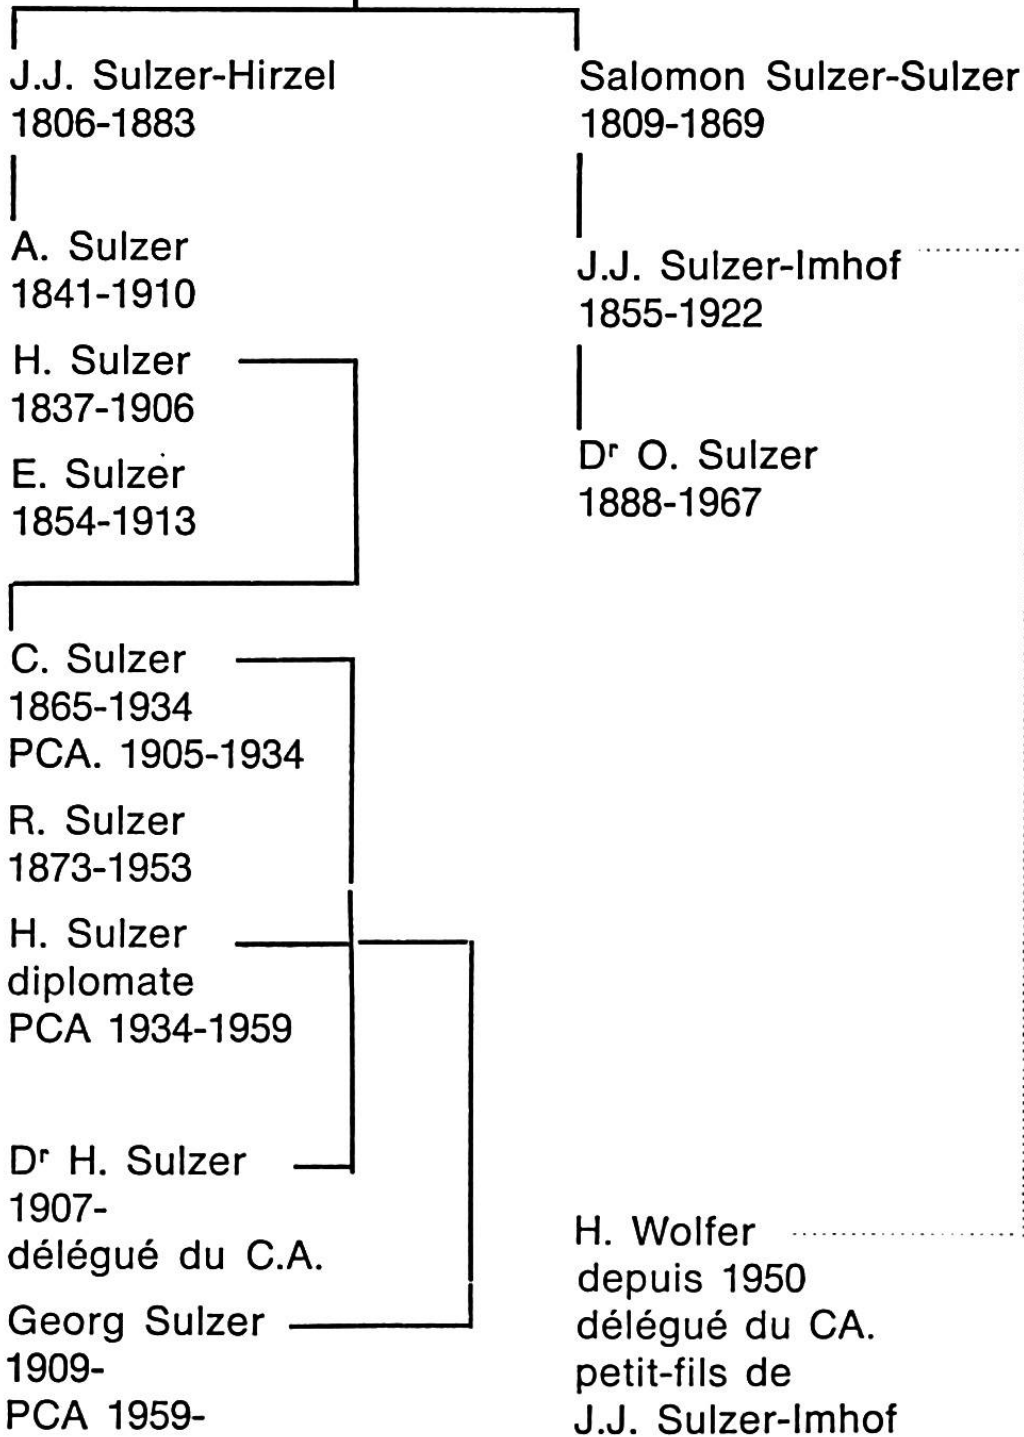 J.J. Sulzer-Hirzel
1806-1883
A. Sulzer
1841-1910
H. Sulzer
1837-1906
E. Sulzer
1854-1913
C. Sulzer
1865-1934
PCA. 1905-1934
R. Sulzer
1873-1953
H. Sulzer
diplomate
PCA 1934-1959
Dr H. Sulzer
1907-
délégué du C.A.
Georg Sulzer
1909-
PCA 1959-
Salomon Sulzer-Sulzer
1809-1869
J.J. Sulzer-Imhof
1855-1922
Dr O. Sulzer
1888-1967
H. Wolfer
depuis 1950
délégué du CA.
petit-fils de
J.J. Sulzer-Imhof